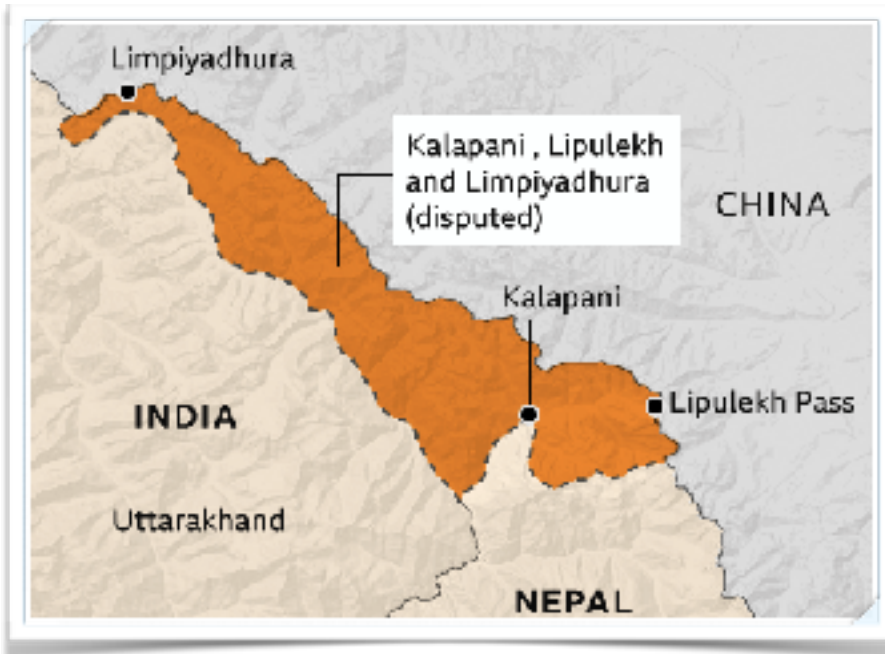 Limpiyadhura
Kalapani , Lipulekh
and Limpiyadhura
(disputed)
CHINA
Kalapani
Lipulekh Pass
INDIA
Uttarakhand
NEPAL